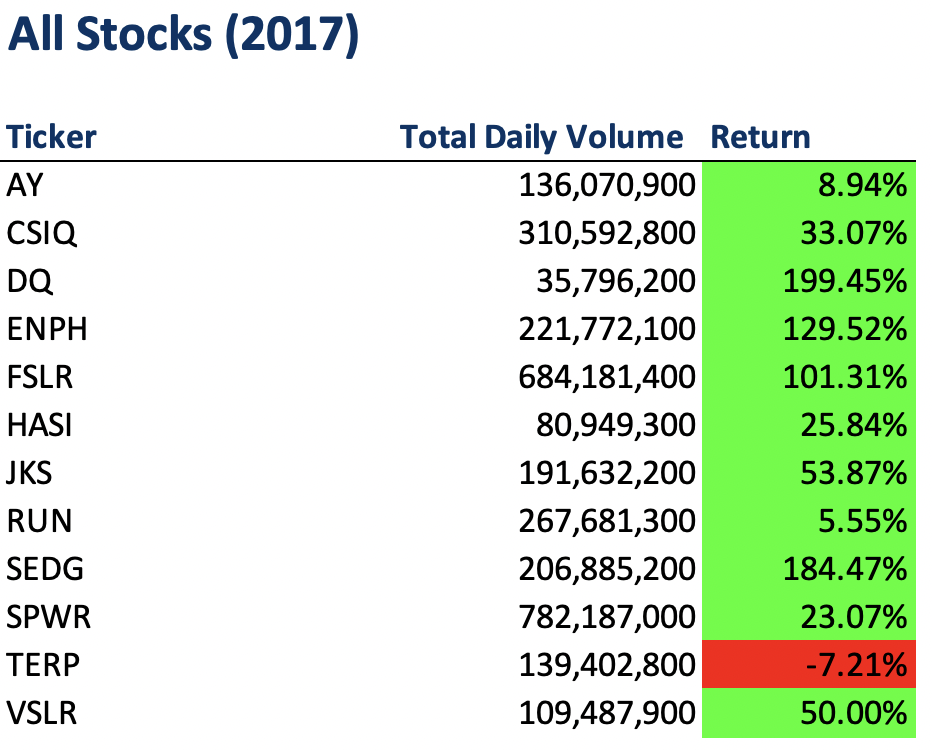 All Stocks (2017)
Ticker Total Daily Volume Return
AY 136,070,900 8.94%
CSIQ 310,592,800 33.07%
DQ 35,796,200 199.45%
ENPH 221,772,100 129.52%
FSLR 684,181,400 101.31%
HASI 80,949,300 25.84%
JKS 191,632,200 53.87%
RUN 267,681,300 5.55%
SEDG 206,885,200 184.47%
SPWR 782,187,000 23.07%
TERP 139,402,800 -7.21%
VSLR 109,487,900 50.00%